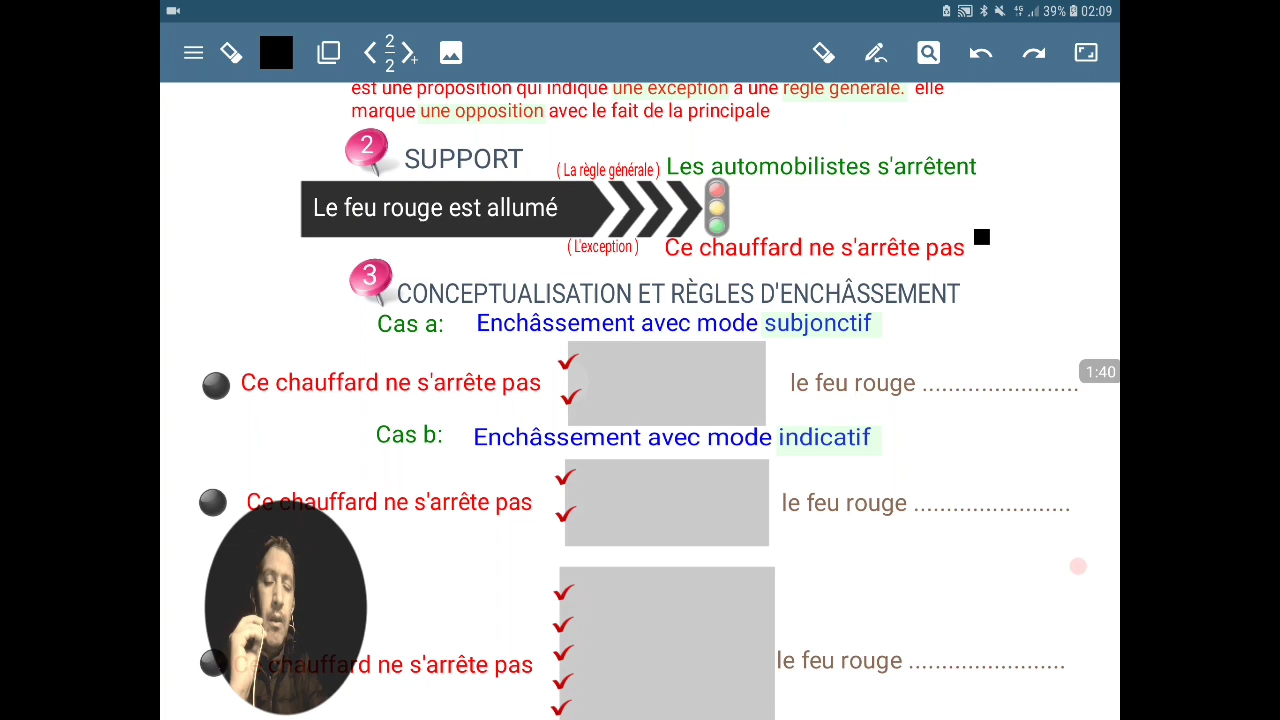 4G 39% 02:09
2
2
est une proposition qui indique une exception à une règle générale. elle
marque une opposition avec le fait de la principale
2 SUPPORT
( La règle générale ) Les automobilistes s'arrêtent
Le feu rouge est allumé
( L'exception ) Ce chauffard ne s'arrête pas
3 CONCEPTUALISATION ET RÈGLES D'ENCHÂSSEMENT
Cas a: Enchâssement avec mode subjonctif
Ce chauffard ne s'arrête pas le feu rouge ........................
1:40
Cas b: Enchâssement avec mode indicatif
Ce chauffard ne s'arrête pas le feu rouge ........................
Ce chauffard ne s'arrête pas le feu rouge ........................